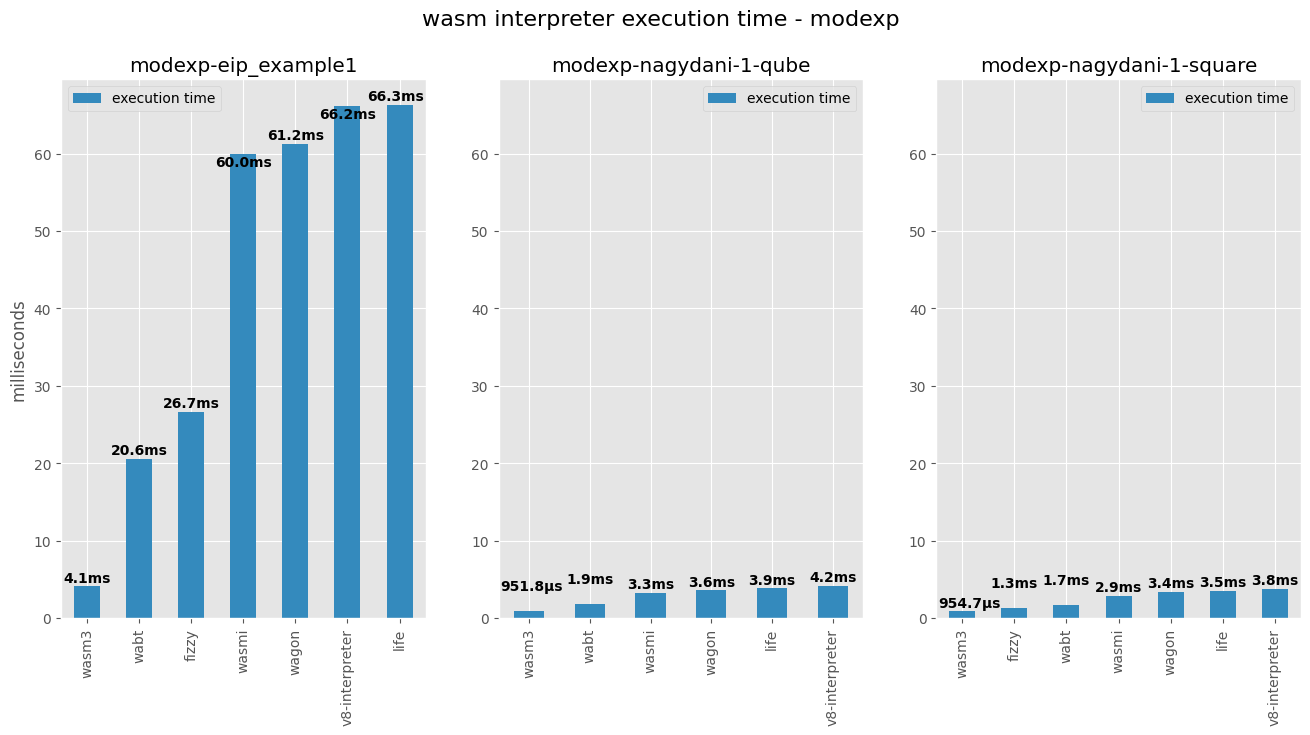 wasm interpreter execution time - modexp
modexp-eip_example1
execution time
milliseconds
60
50
40
30
20
10
0
4.1ms
20.6ms
26.7ms
60.0ms
61.2ms
66.2ms
66.3ms
wasm3
wabt
fizzy
wasmi
wagon
v8-interpreter
life
modexp-nagydani-1-qube
execution time
60
50
40
30
20
10
0
951.8µs
1.9ms
3.3ms
3.6ms
3.9ms
4.2ms
wasm3
wabt
wasmi
wagon
life
v8-interpreter
modexp-nagydani-1-square
execution time
60
50
40
30
20
10
0
954.7µs
1.3ms
1.7ms
2.9ms
3.4ms
3.5ms
3.8ms
wasm3
fizzy
wabt
wasmi
wagon
life
v8-interpreter